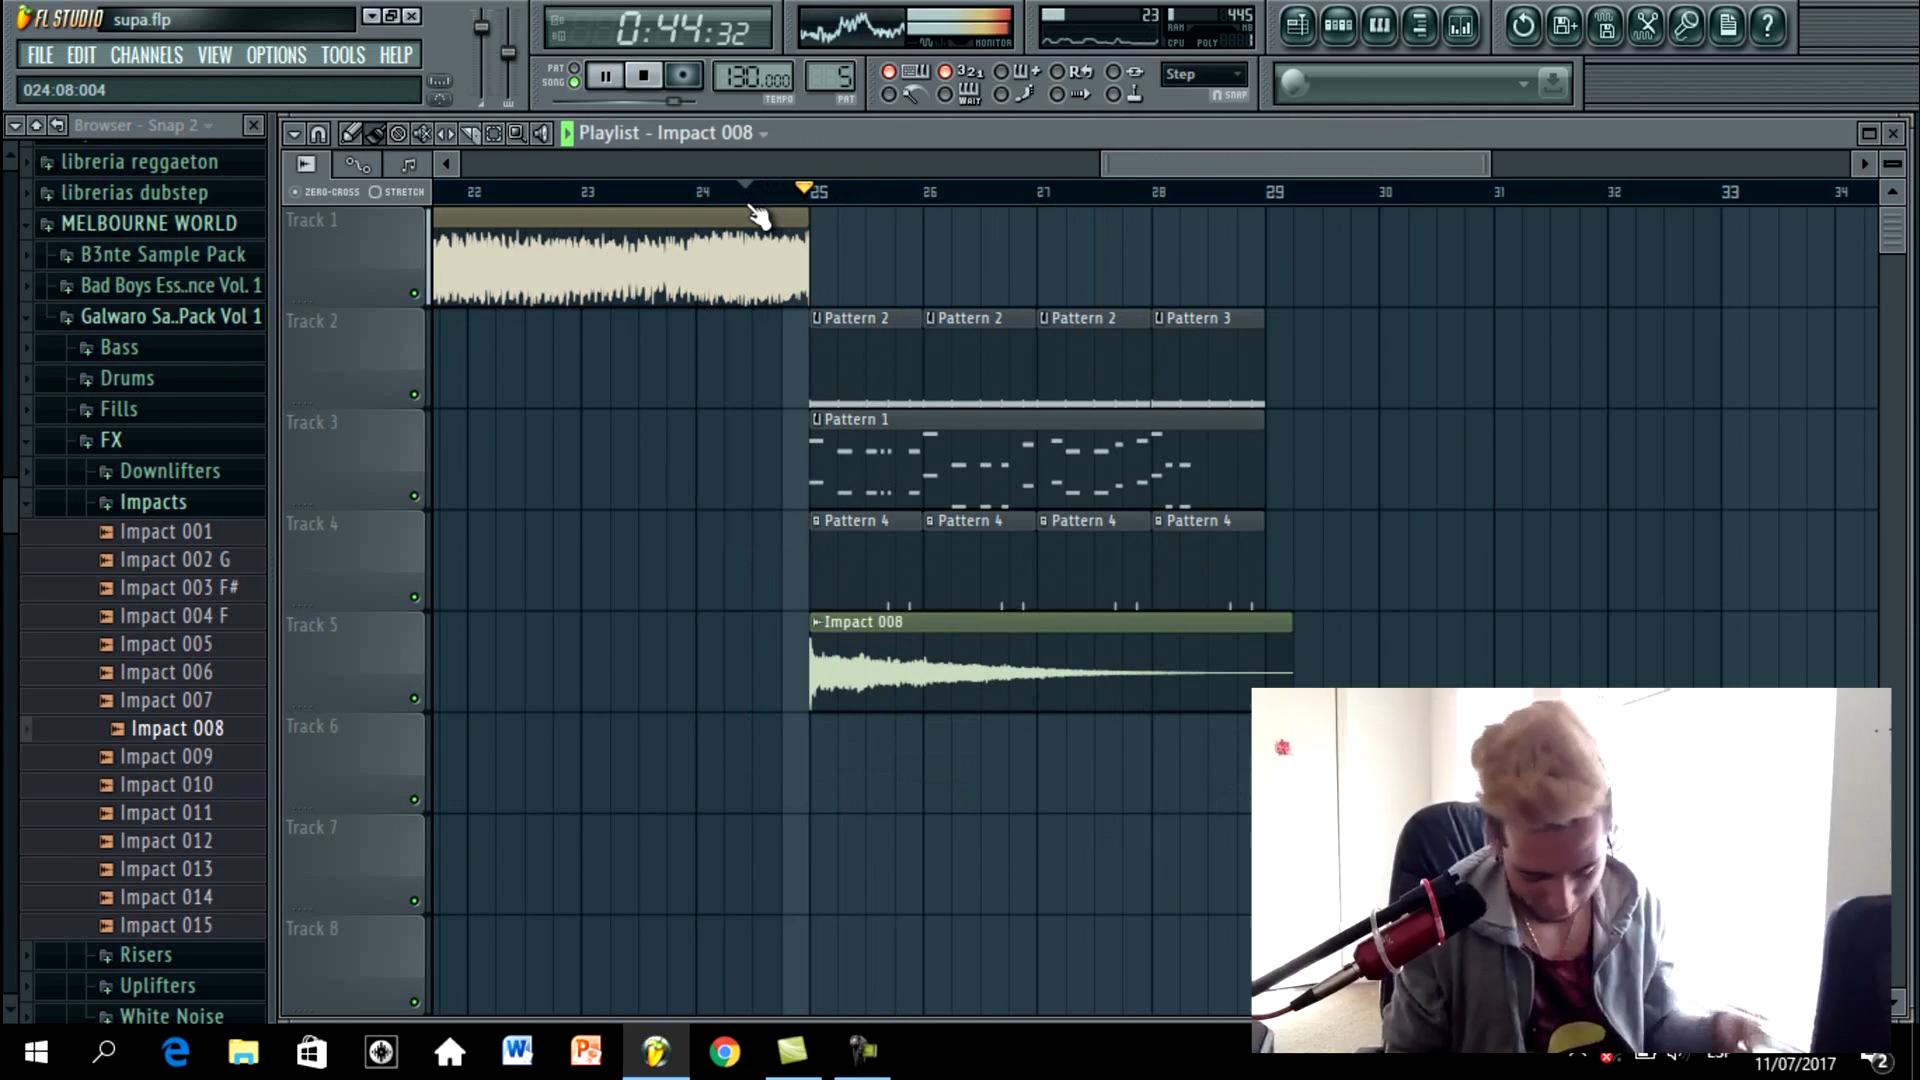 FL STUDIO supa.flp
0:44:32
23
445
RAM
CPU POLY
MONITOR
FILE EDIT CHANNELS VIEW OPTIONS TOOLS HELP
PAT
SONG
130.000
TEMPO
5
PAT
321
WAIT
Step
SNAP
024:08:004
Browser - Snap 2
Playlist - Impact 008
ZERO-CROSS STRETCH
22 23 24 25 26 27 28 29 30 31 32 33 34
libreria reggaeton
librerias dubstep
MELBOURNE WORLD
B3nte Sample Pack
Bad Boys Ess..nce Vol. 1
Galwaro Sa..Pack Vol 1
Bass
Drums
Fills
FX
Downlifters
Impacts
Impact 001
Impact 002 G
Impact 003 F#
Impact 004 F
Impact 005
Impact 006
Impact 007
Impact 008
Impact 009
Impact 010
Impact 011
Impact 012
Impact 013
Impact 014
Impact 015
Risers
Uplifters
White Noise
Track 1
Track 2
Pattern 2 Pattern 2 Pattern 2 Pattern 3
Track 3
Pattern 1
Track 4
Pattern 4 Pattern 4 Pattern 4 Pattern 4
Track 5
Impact 008
Track 6
Track 7
Track 8
11/07/2017
2